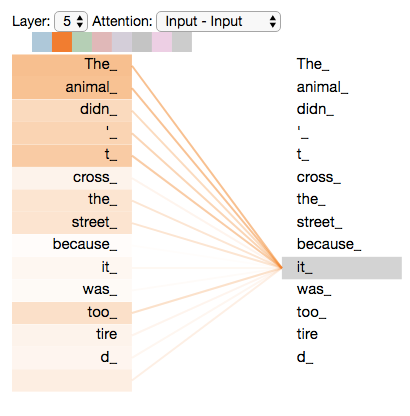 Layer: 5 Attention: Input - Input
The_ The_
animal_ animal_
didn_ didn_
'_ '_
t_ t_
cross_ cross_
the_ the_
street_ street_
because_ because_
it_ it_
was_ was_
too_ too_
tire tire
d_ d_